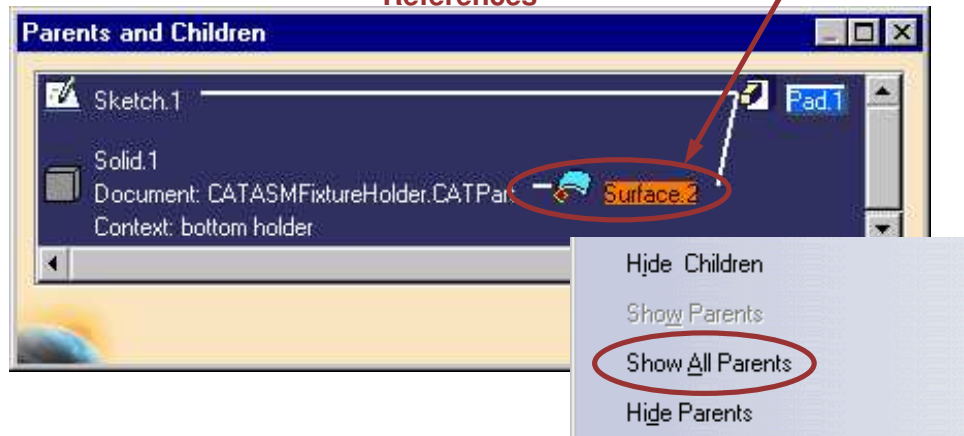 References
Parents and Children
Sketch.1
Pad.1
Solid.1
Document: CATASMFixtureHolder.CATPar
Surface.2
Context: bottom holder
Hide Children
Show Parents
Show All Parents
Hide Parents